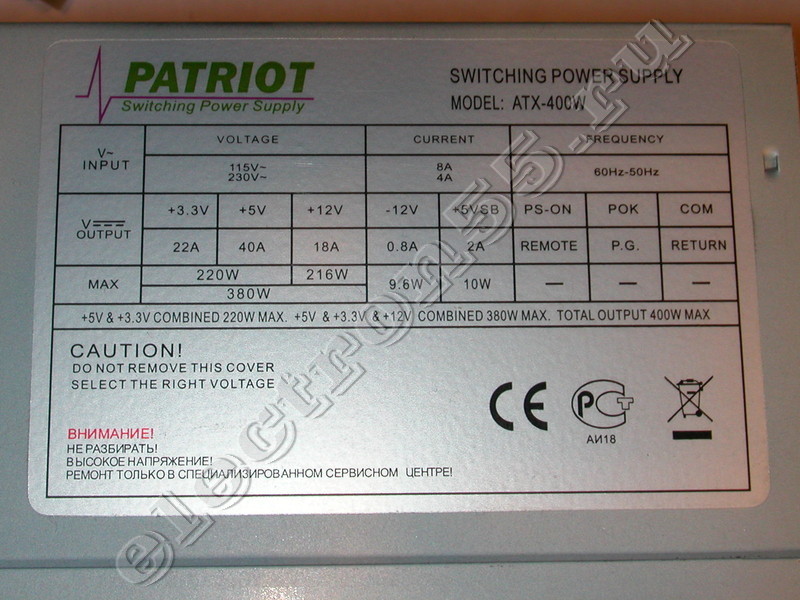 PATRIOT
Switching Power Supply
SWITCHING POWER SUPPLY
MODEL: ATX-400W
V~ INPUT
VOLTAGE CURRENT FREQUENCY
115V~ 8A
230V~ 4A
60Hz-50Hz
V OUTPUT
+3.3V +5V +12V -12V +5VSB PS-ON POK COM
22A 40A 18A 0.8A 2A REMOTE P.G. RETURN
MAX
220W 216W
380W
9.6W 10W — — —
+5V & +3.3V COMBINED 220W MAX. +5V & +3.3V & +12V COMBINED 380W MAX. TOTAL OUTPUT 400W MAX
CAUTION!
DO NOT REMOVE THIS COVER
SELECT THE RIGHT VOLTAGE
CE
РСТ
АИ18
ВНИМАНИЕ!
НЕ РАЗБИРАТЬ!
ВЫСОКОЕ НАПРЯЖЕНИЕ!
РЕМОНТ ТОЛЬКО В СПЕЦИАЛИЗИРОВАННОМ СЕРВИСНОМ ЦЕНТРЕ!
electron55.ru